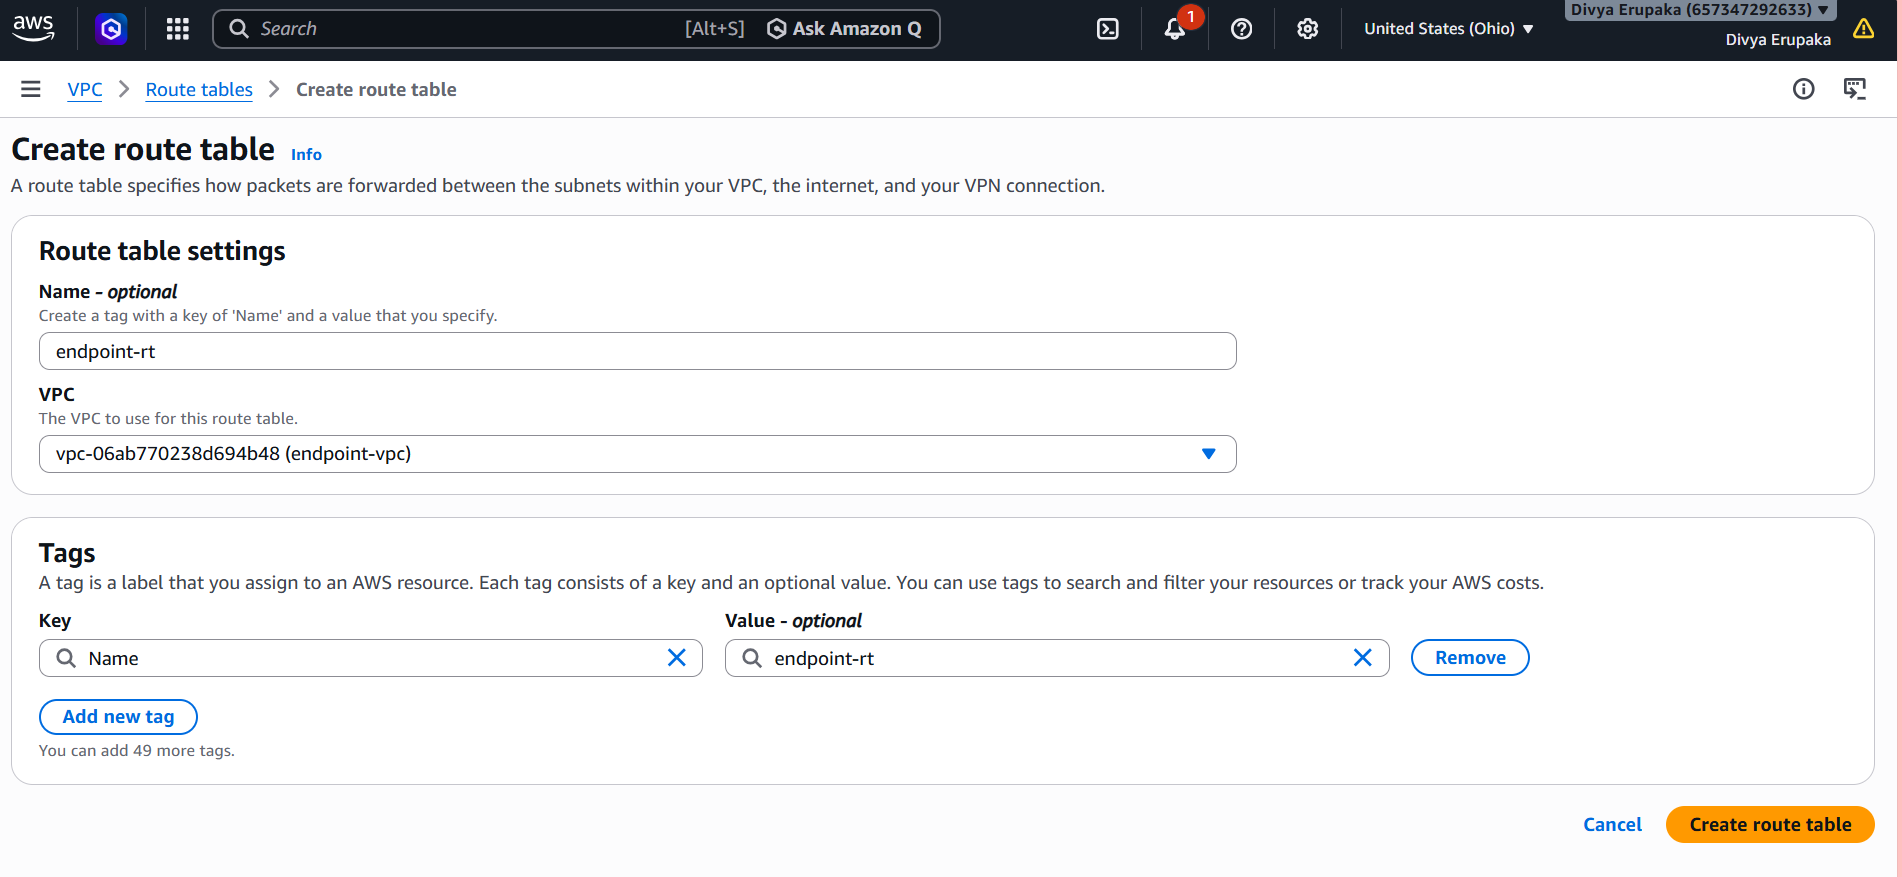 aws
Search [Alt+S] Ask Amazon Q
1
United States (Ohio)
Divya Erupaka (657347292633)
Divya Erupaka
VPC Route tables Create route table
Create route table Info
A route table specifies how packets are forwarded between the subnets within your VPC, the internet, and your VPN connection.
Route table settings
Name - optional
Create a tag with a key of 'Name' and a value that you specify.
endpoint-rt
VPC
The VPC to use for this route table.
vpc-06ab770238d694b48 (endpoint-vpc)
Tags
A tag is a label that you assign to an AWS resource. Each tag consists of a key and an optional value. You can use tags to search and filter your resources or track your AWS costs.
Key Value - optional
Name endpoint-rt Remove
Add new tag
You can add 49 more tags.
Cancel Create route table